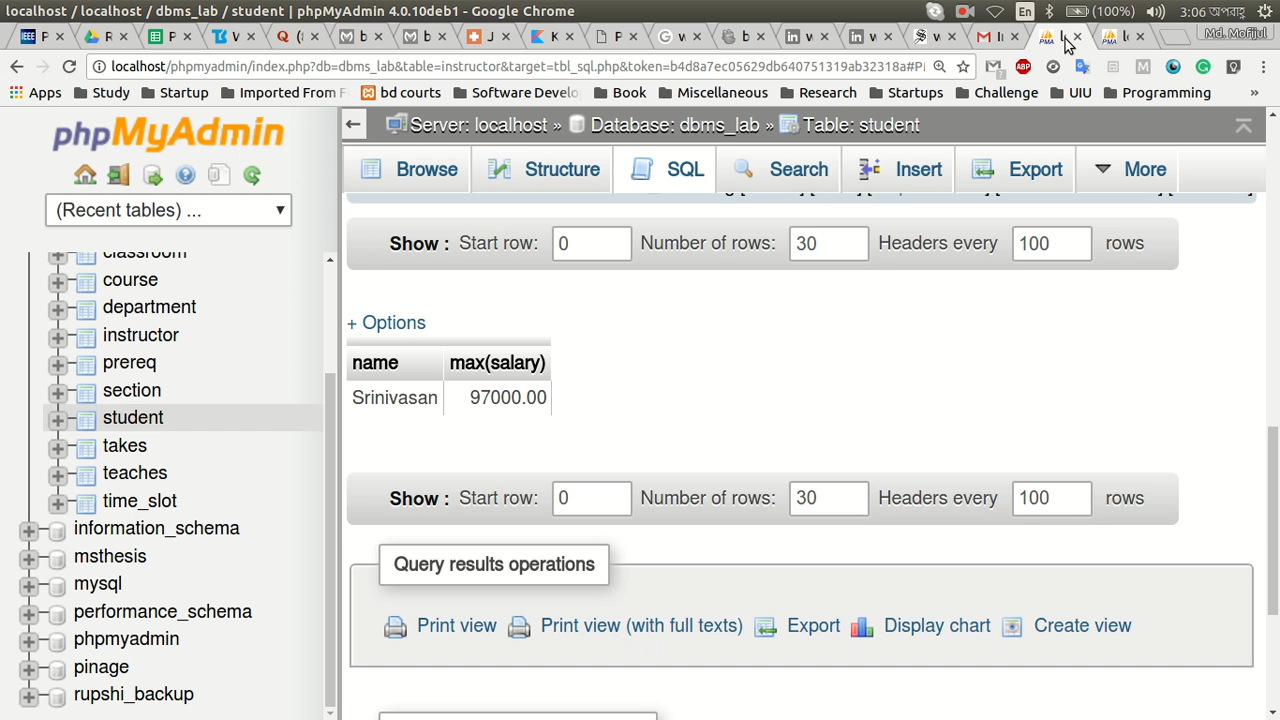 localhost / localhost / dbms_lab / student | phpMyAdmin 4.0.10deb1 - Google Chrome
En (100%) 3:06 অপরাহ্ণ
Md. Mofijul
localhost/phpmyadmin/index.php?db=dbms_lab&table=instructor&target=tbl_sql.php&token=b4d8a7ec05629db640751319ab32318a#P
ABP
Apps Study Startup Imported From F bd courts Software Develo Book Miscellaneous Research Startups Challenge UIU Programming »
phpMyAdmin
(Recent tables) ...
classroom
course
department
instructor
prereq
section
student
takes
teaches
time_slot
information_schema
msthesis
mysql
performance_schema
phpmyadmin
pinage
rupshi_backup
Server: localhost » Database: dbms_lab » Table: student
Browse Structure SQL Search Insert Export More
Show : Start row: 0 Number of rows: 30 Headers every 100 rows
+ Options
name max(salary)
Srinivasan 97000.00
Show : Start row: 0 Number of rows: 30 Headers every 100 rows
Query results operations
Print view Print view (with full texts) Export Display chart Create view